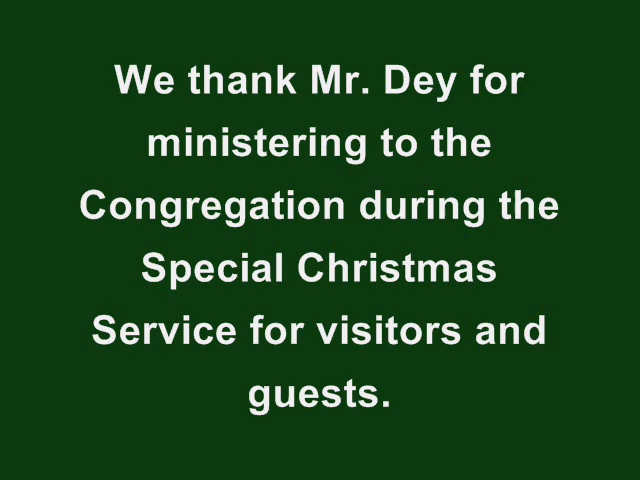 We thank Mr. Dey for
ministering to the
Congregation during the
Special Christmas
Service for visitors and
guests.